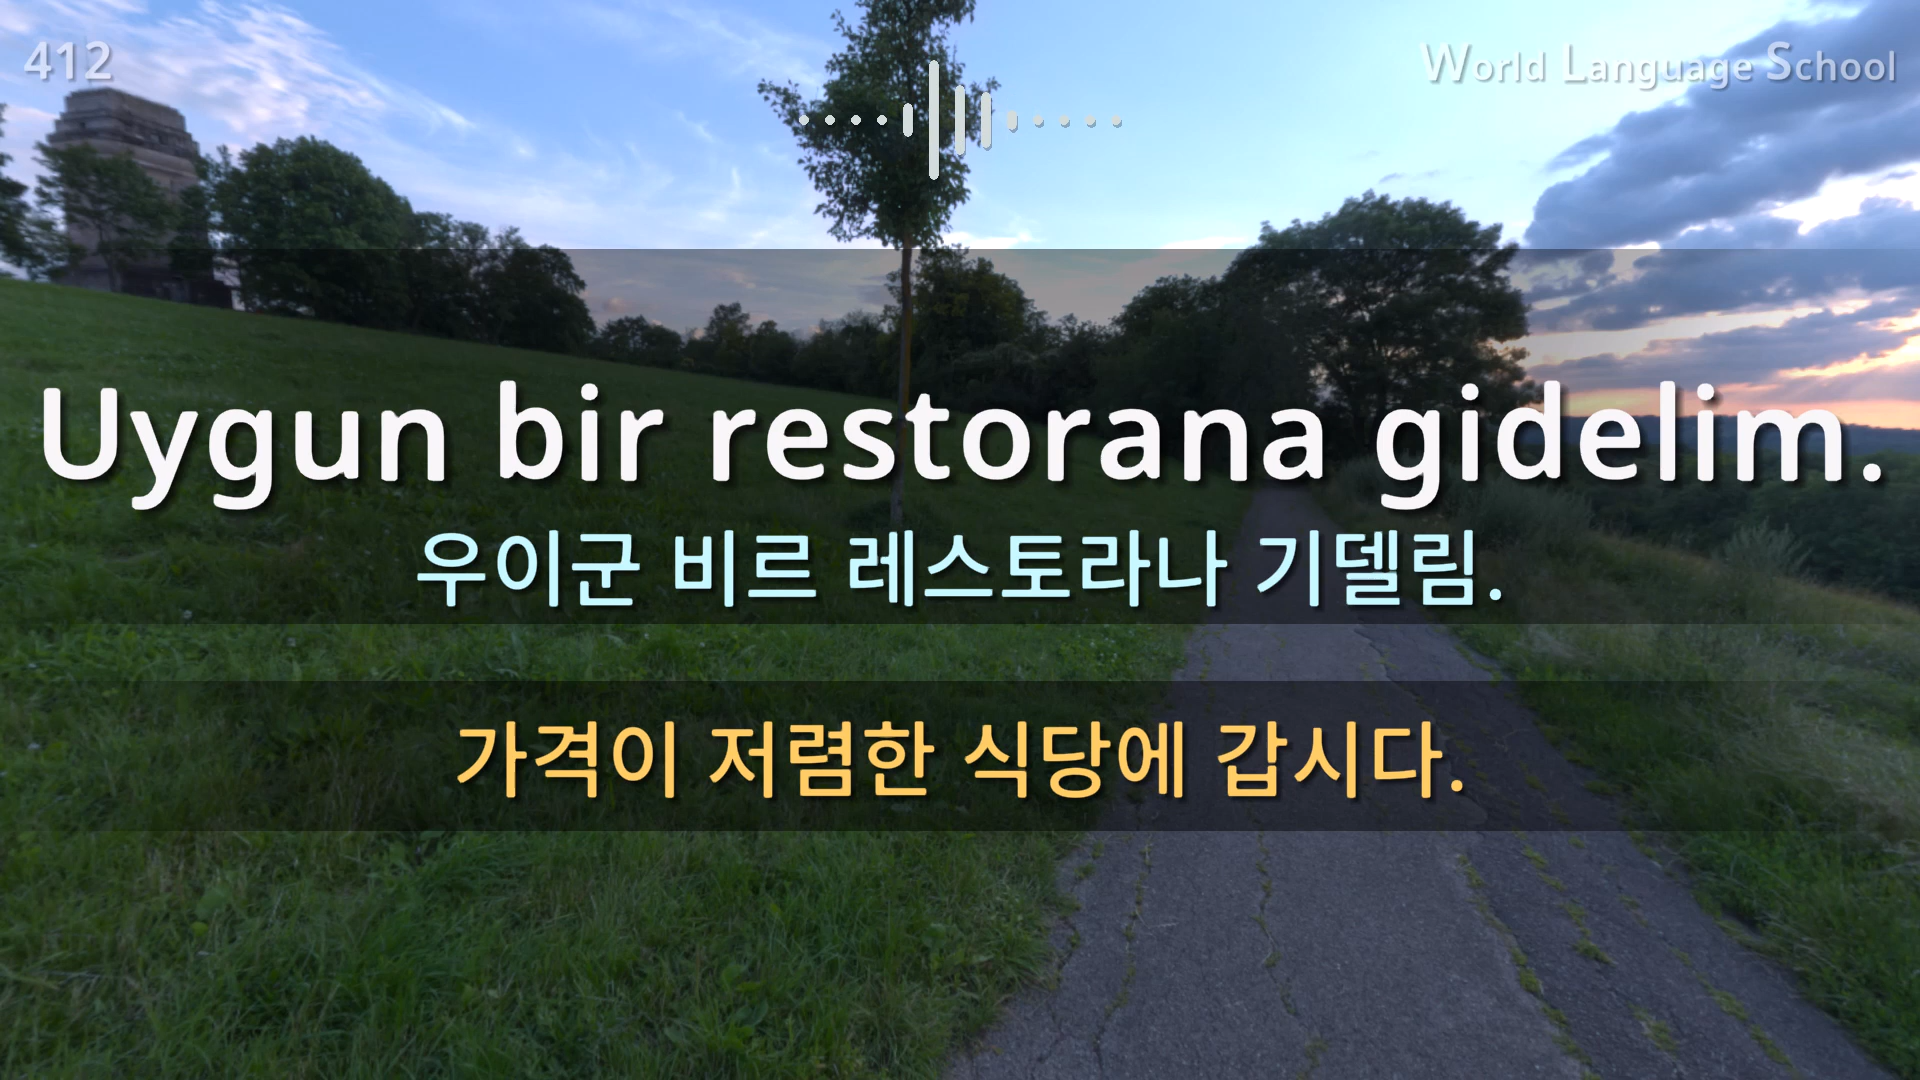 412
World Language School
Uygun bir restorana gidelim.
우이군 비르 레스토라나 기델림.
가격이 저렴한 식당에 갑시다.